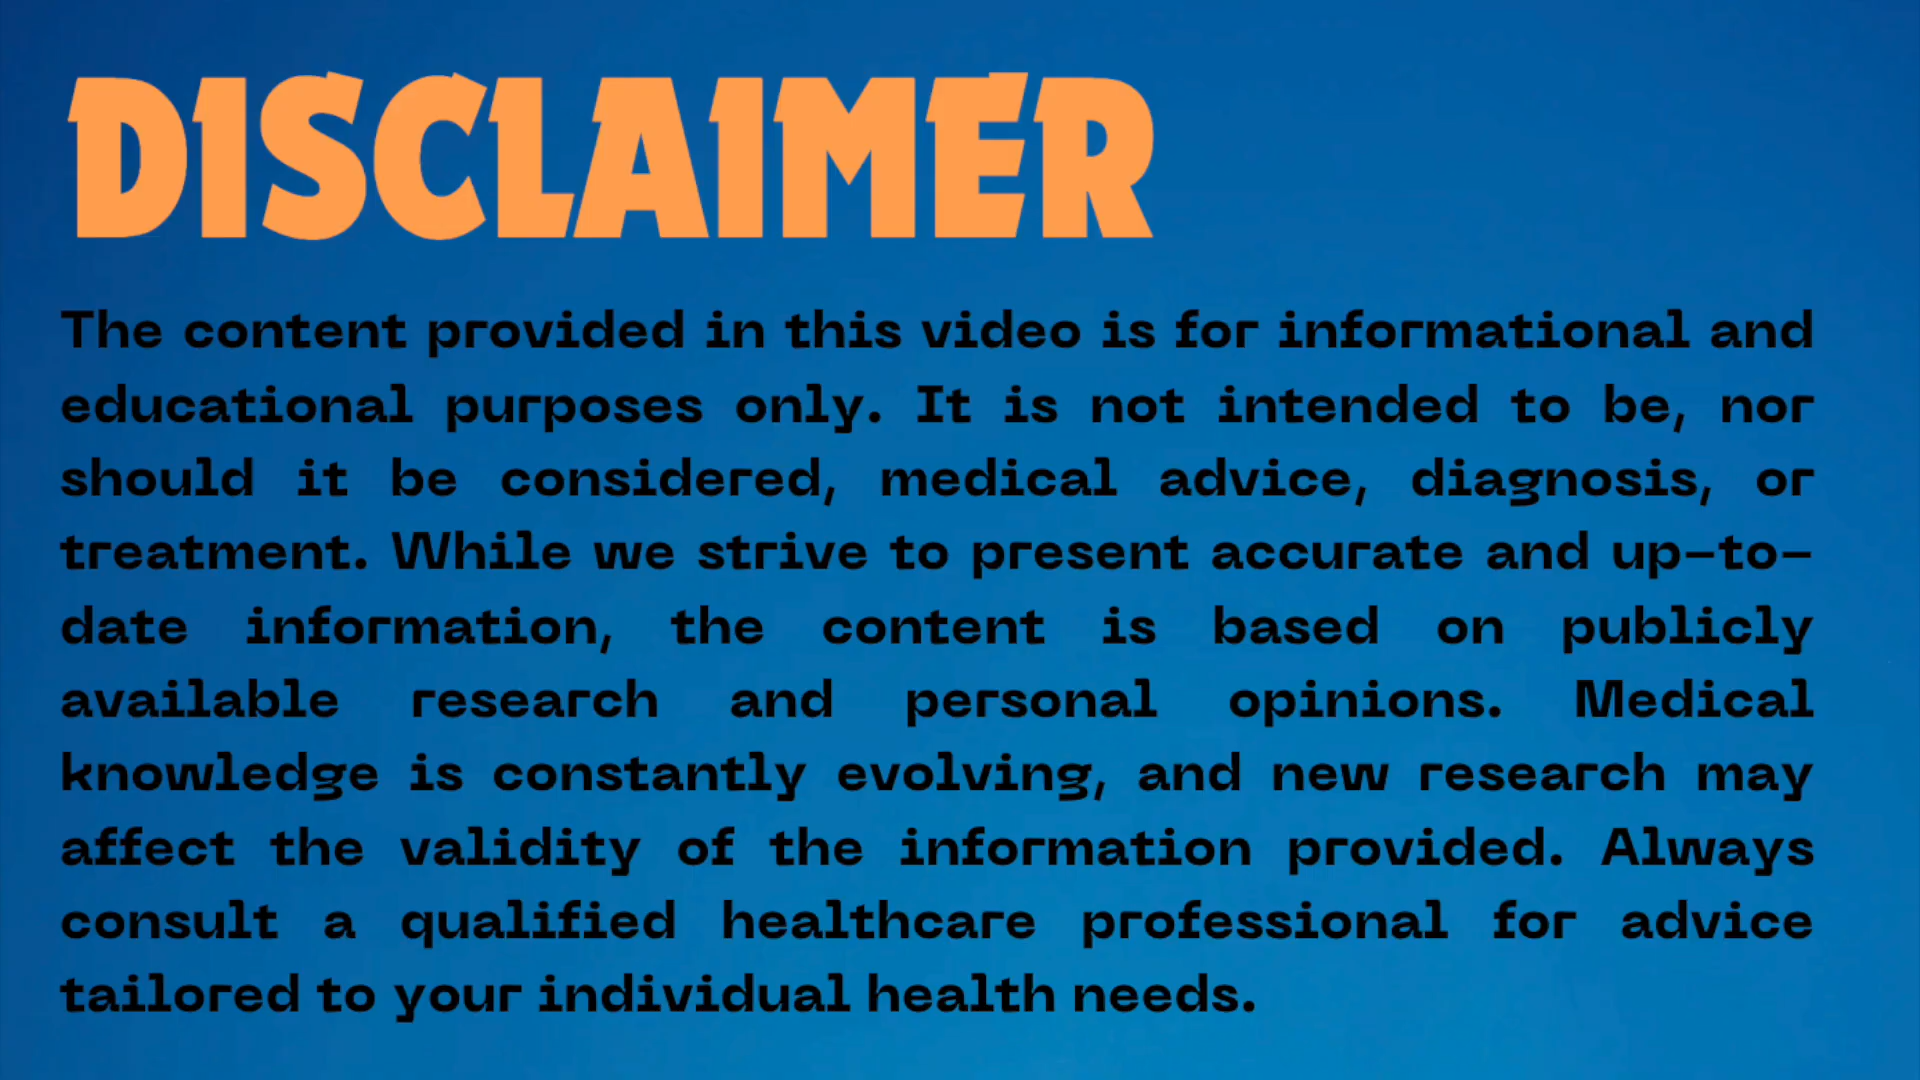 DISCLAIMER
The content provided in this video is for informational and
educational purposes only. It is not intended to be, nor
should it be considered, medical advice, diagnosis, or
treatment. While we strive to present accurate and up-to-
date information, the content is based on publicly
available research and personal opinions. Medical
knowledge is constantly evolving, and new research may
affect the validity of the information provided. Always
consult a qualified healthcare professional for advice
tailored to your individual health needs.